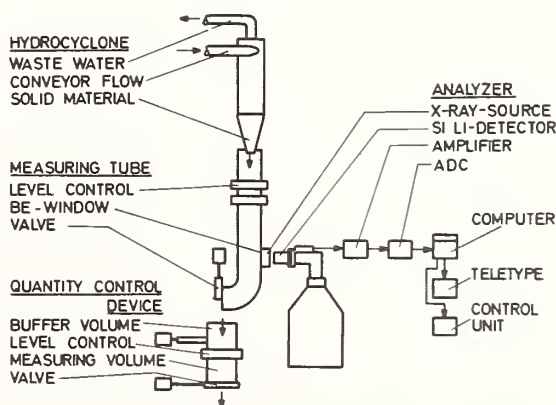 HYDROCYCLONE
WASTE WATER
CONVEYOR FLOW
SOLID MATERIAL
MEASURING TUBE
LEVEL CONTROL
BE-WINDOW
VALVE
QUANTITY CONTROL
DEVICE
BUFFER VOLUME
LEVEL CONTROL
MEASURING VOLUME
VALVE
ANALYZER
X-RAY-SOURCE
SI LI-DETECTOR
AMPLIFIER
ADC
COMPUTER
TELETYPE
CONTROL
UNIT